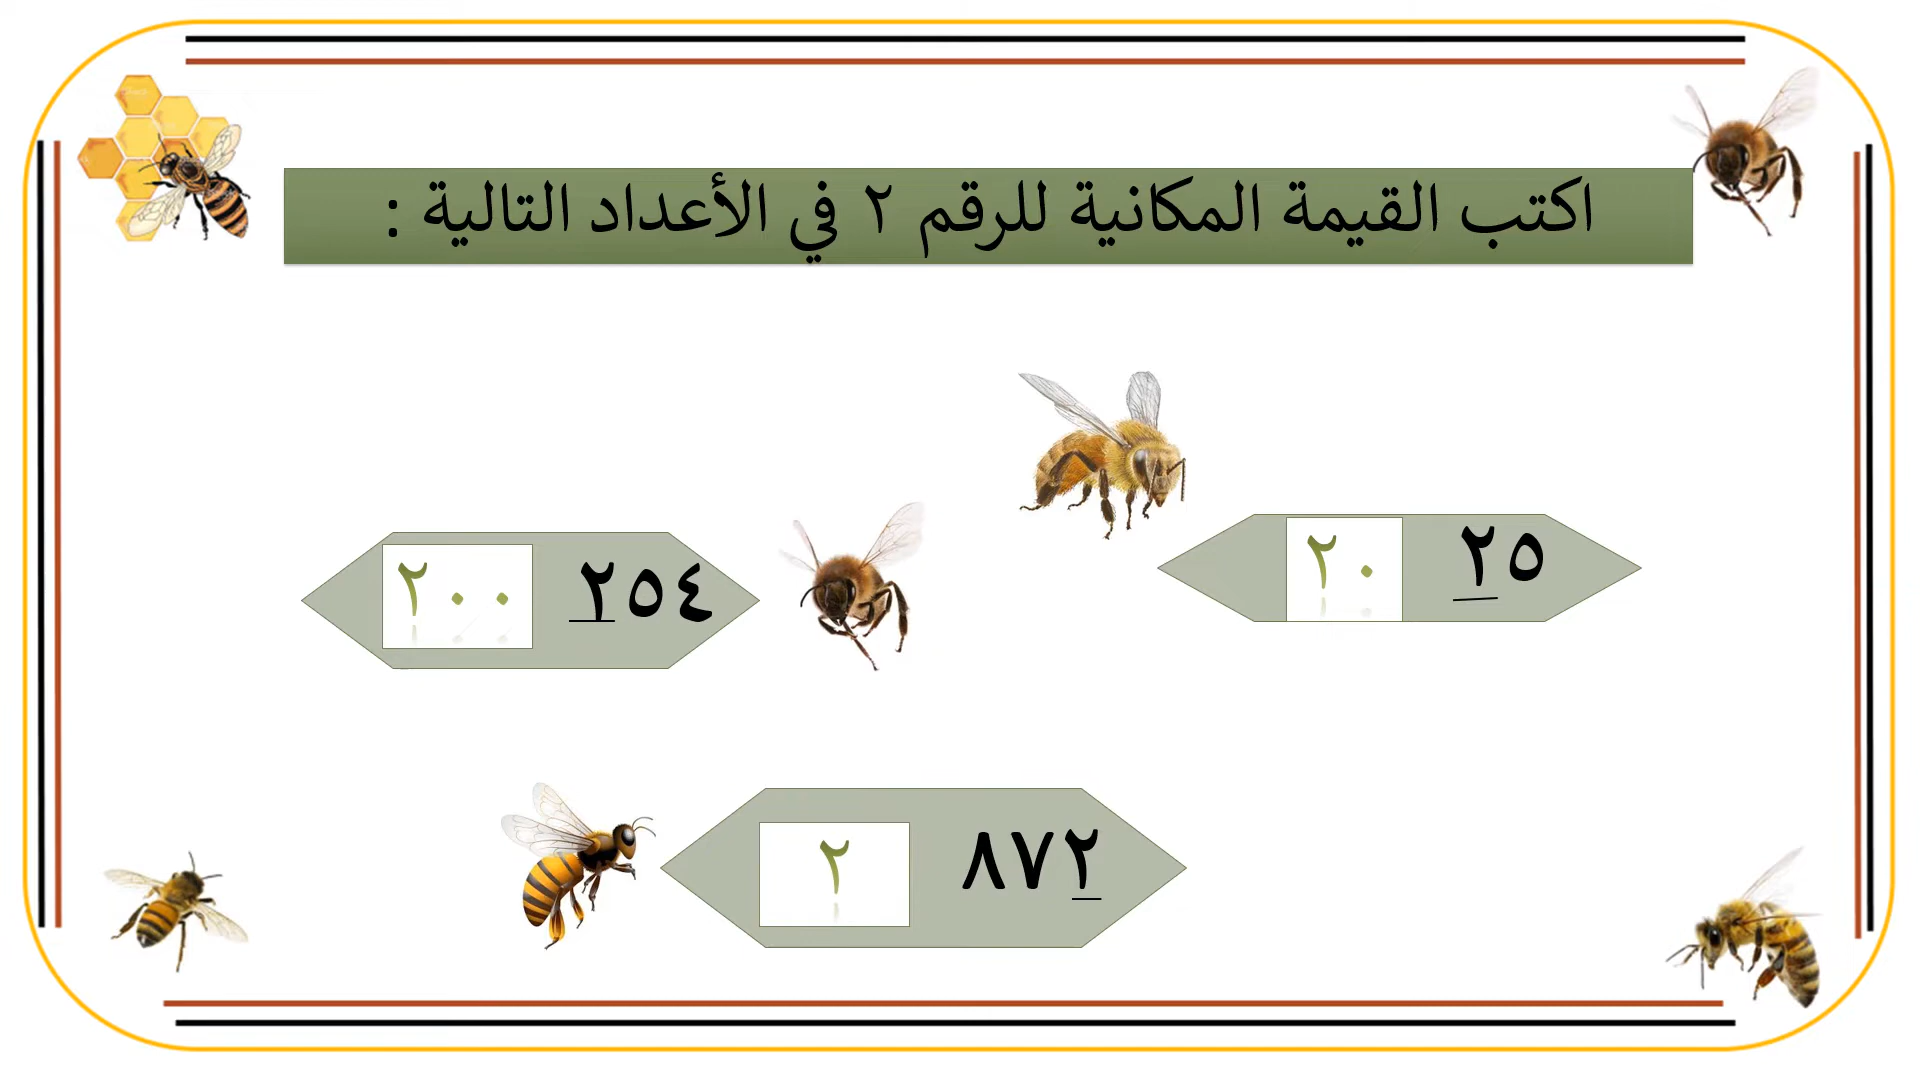 اكتب القيمة المكانية للرقم ٢ في الأعداد التالية :
٢٥ ٢٠
٢٥٤ ٢٠٠
٨٧٢ ٢